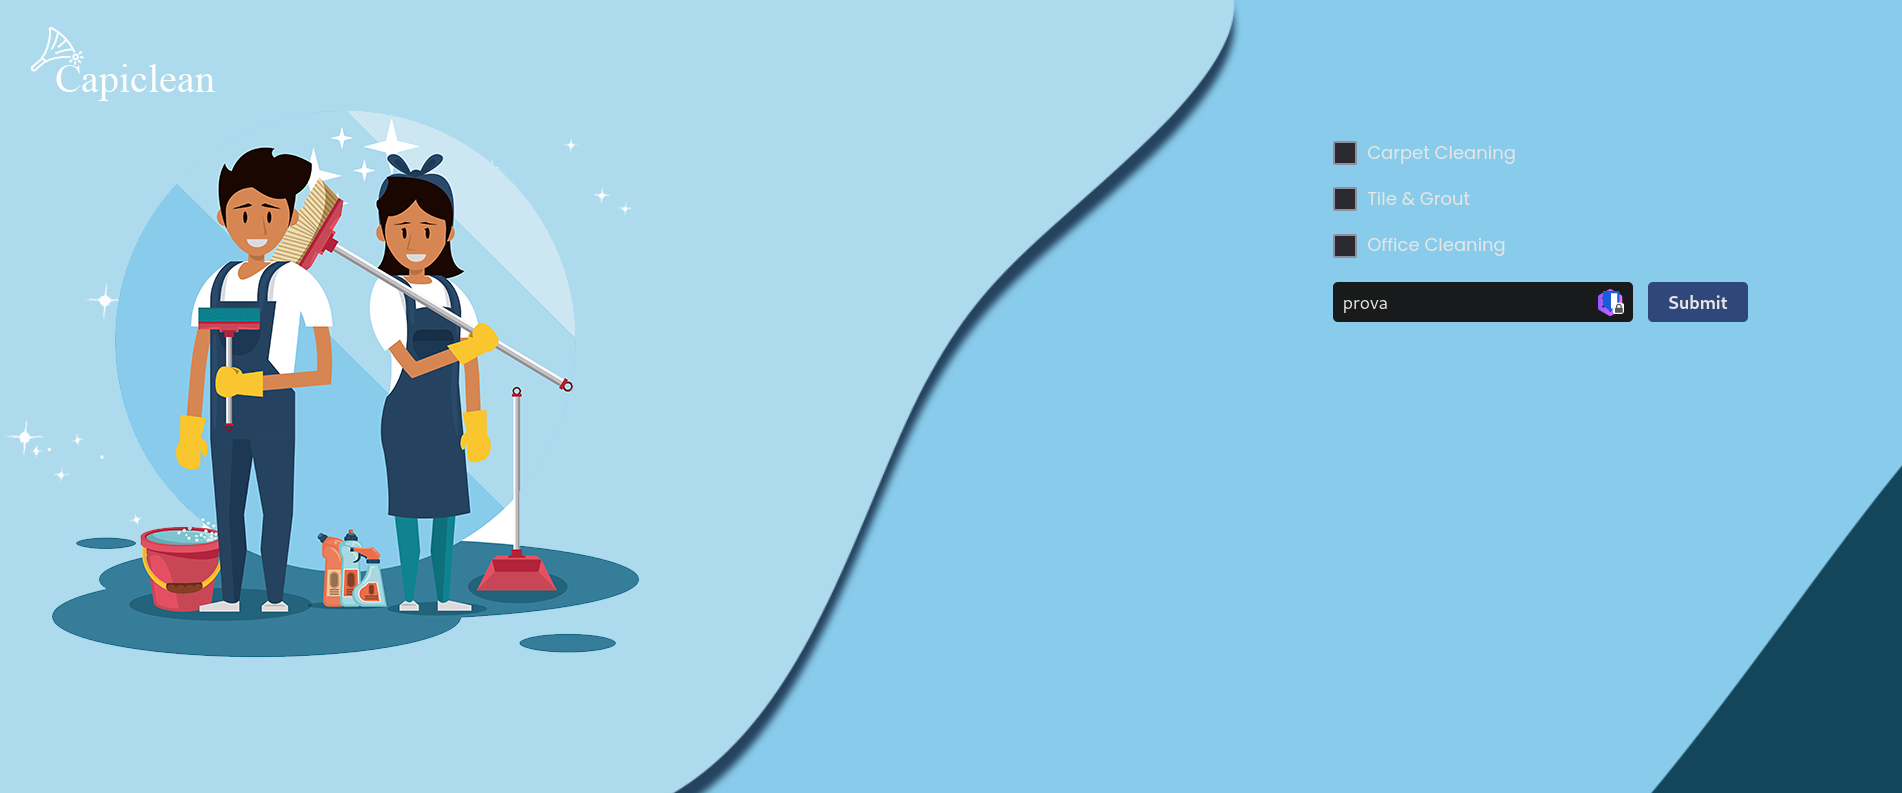 Capiclean
Carpet Cleaning
Tile & Grout
Office Cleaning
prova
Submit